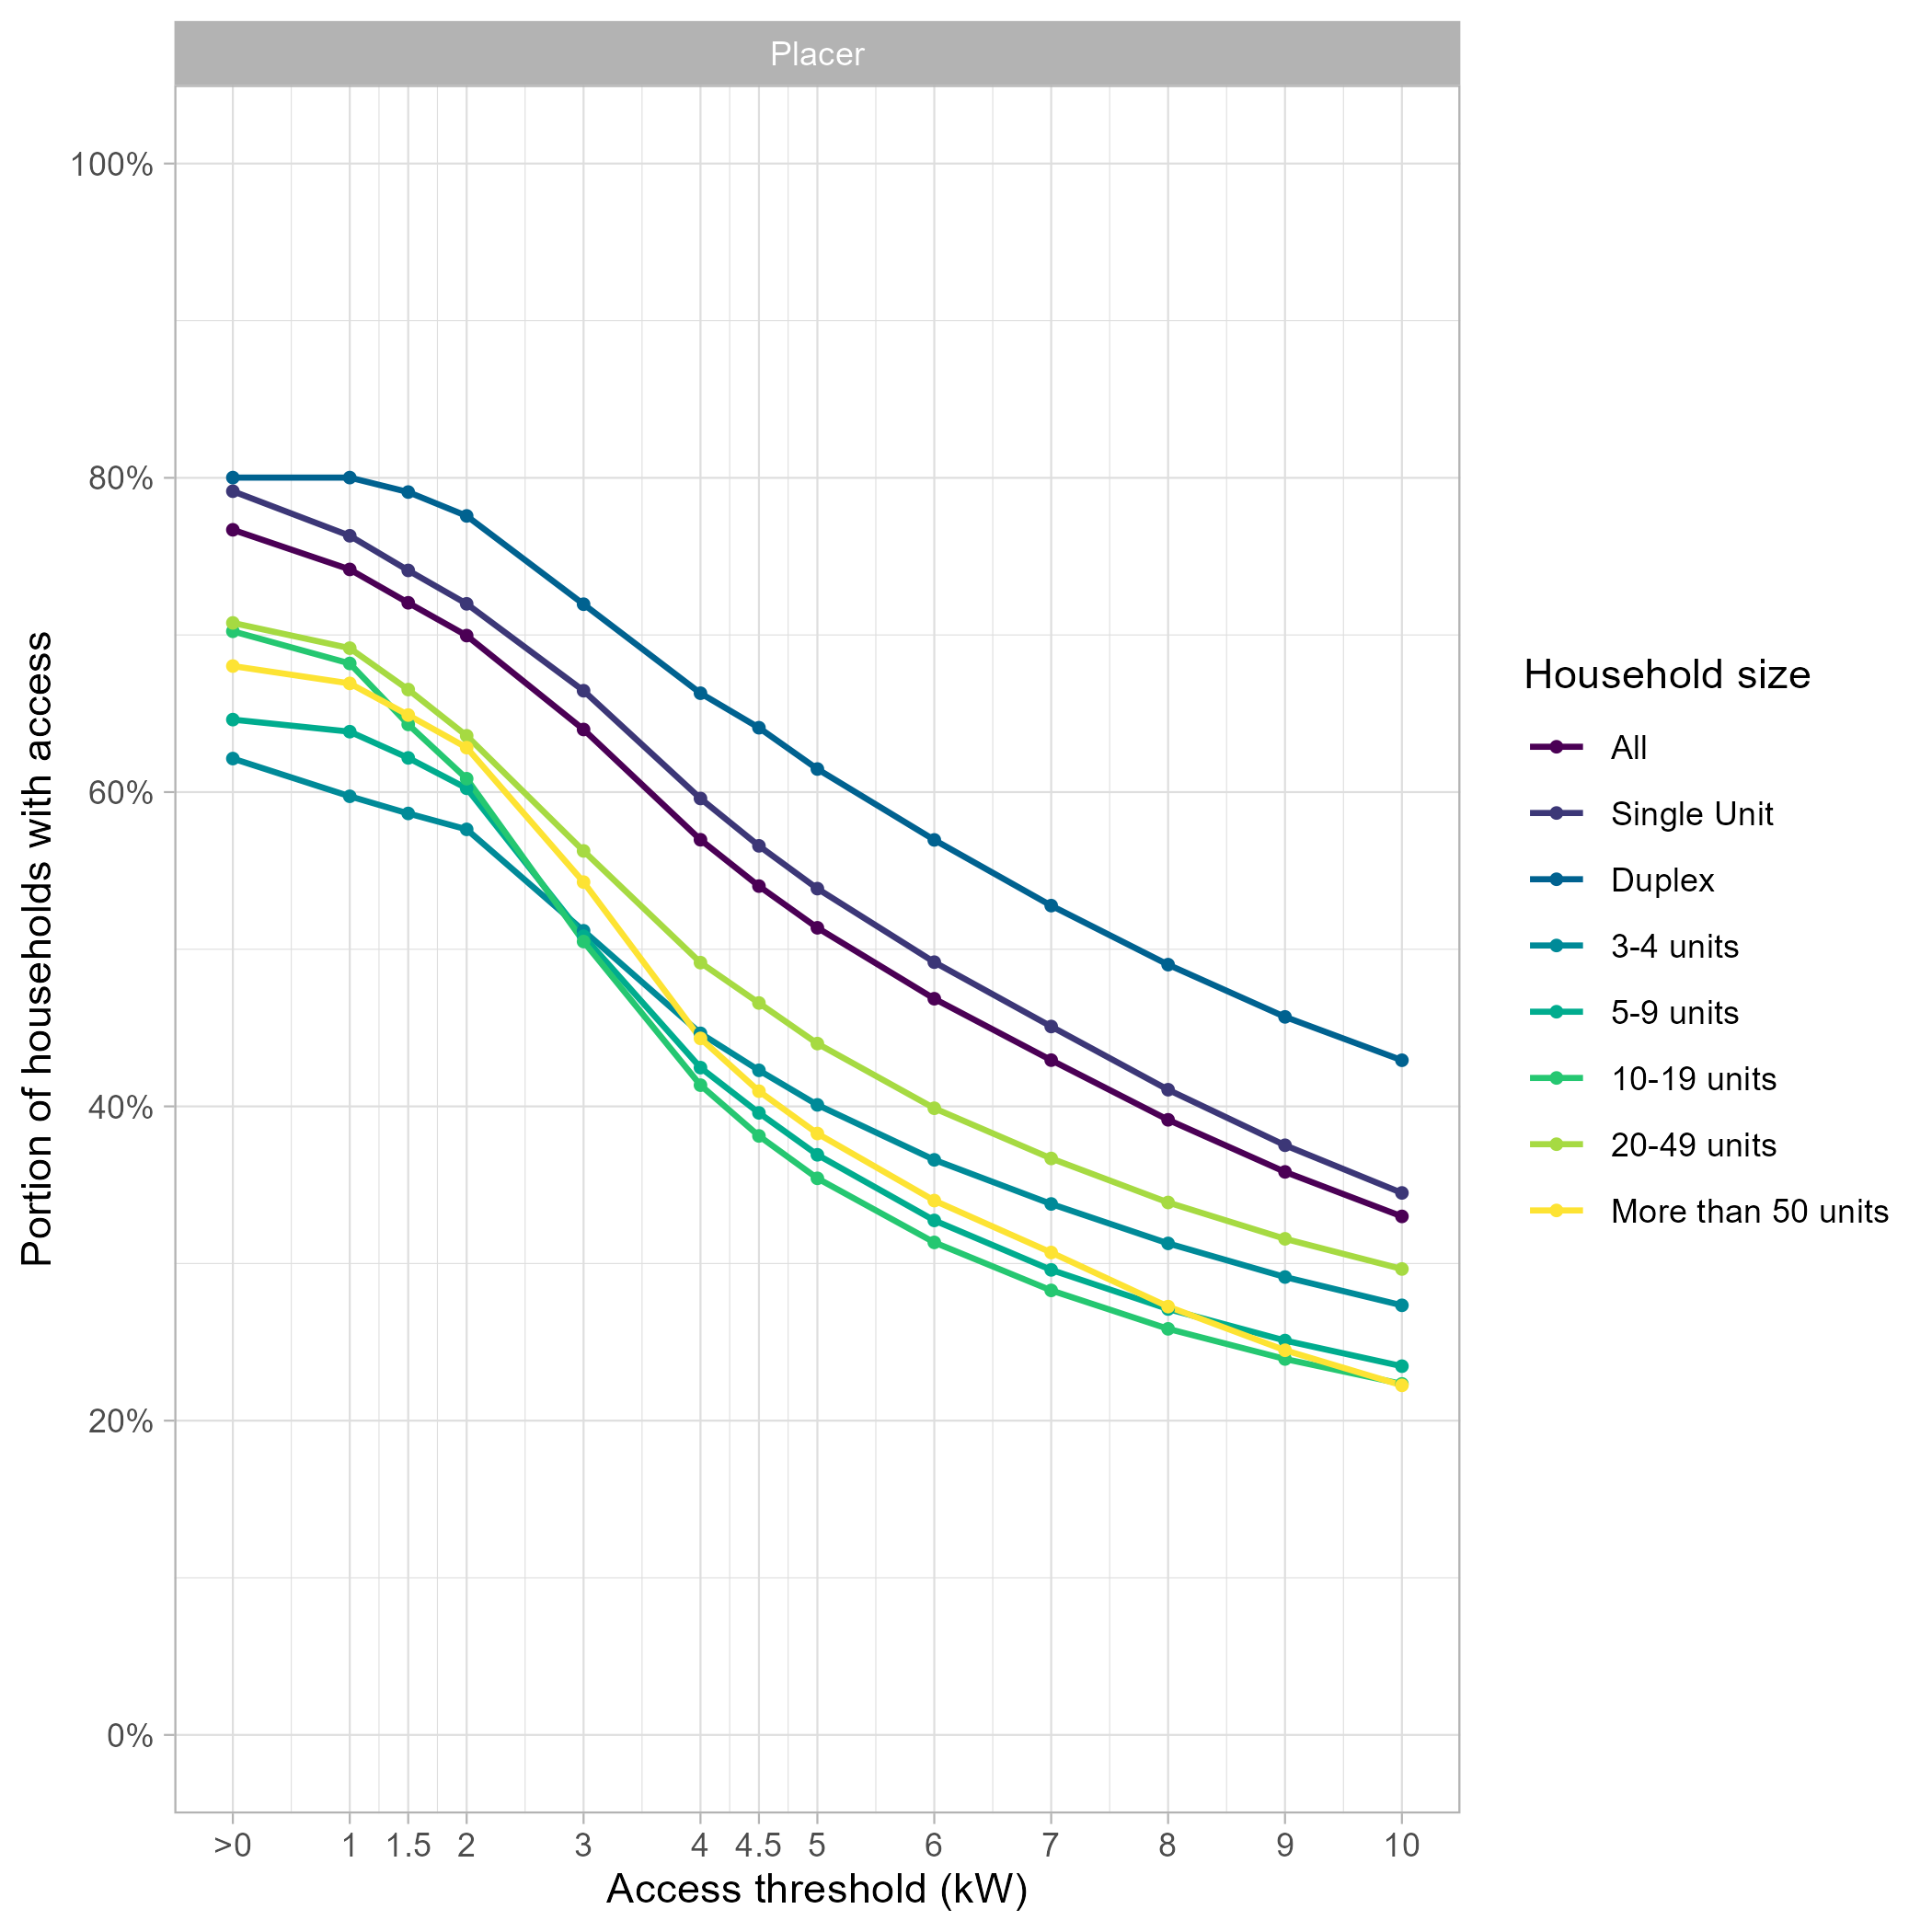 Placer
100%
80%
60%
40%
20%
0%
Portion of households with access
>0 1 1.5 2 3 4 4.5 5 6 7 8 9 10
Access threshold (kW)
Household size
All
Single Unit
Duplex
3-4 units
5-9 units
10-19 units
20-49 units
More than 50 units